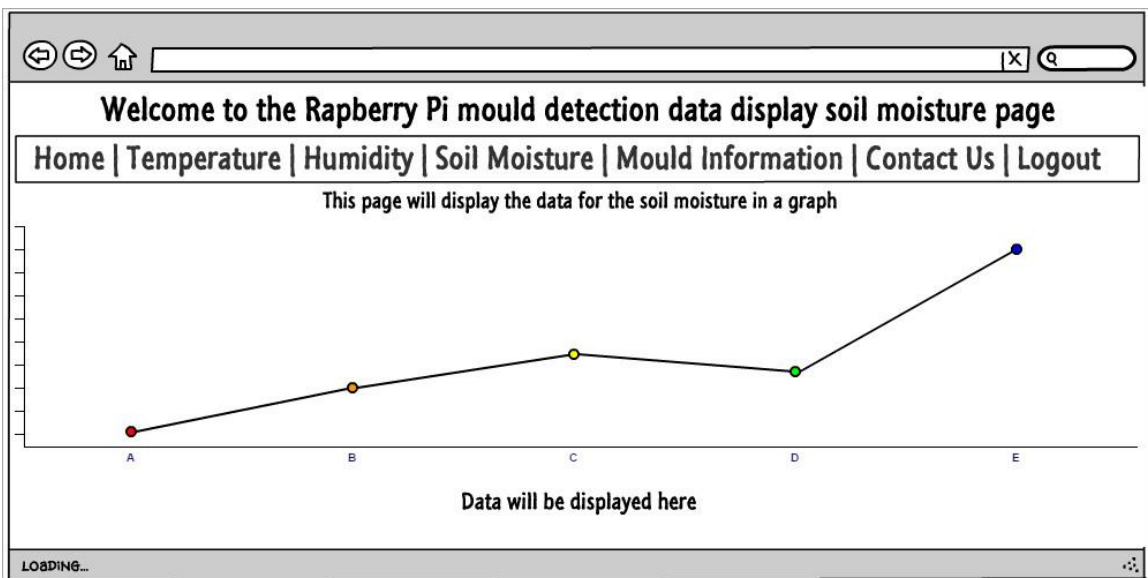 Welcome to the Rapberry Pi mould detection data display soil moisture page
Home | Temperature | Humidity | Soil Moisture | Mould Information | Contact Us | Logout
This page will display the data for the soil moisture in a graph
A B C D E
Data will be displayed here
LOADING...